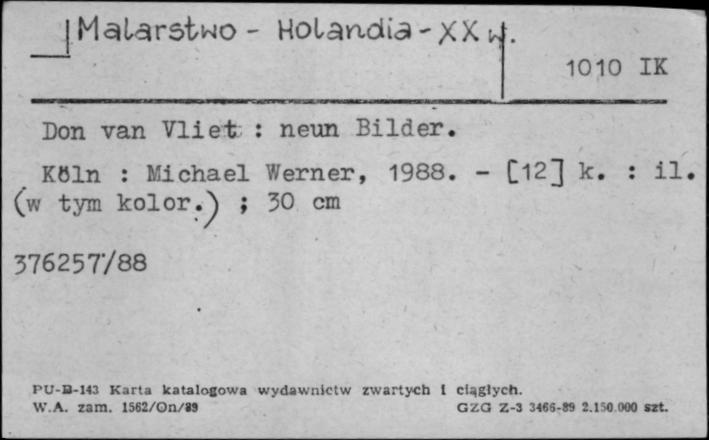 Malarstwo - Holandia - XX w.
1010 IK
Don van Vliet : neun Bilder.
Köln : Michael Werner, 1988. - [12] k. : il.
(w tym kolor.) ; 30 cm
376257/88
PU-B-143 Karta katalogowa wydawnictw zwartych i ciągłych.
W.A. zam. 1562/On/89 GZG Z-3 3466-89 2.150.000 szt.